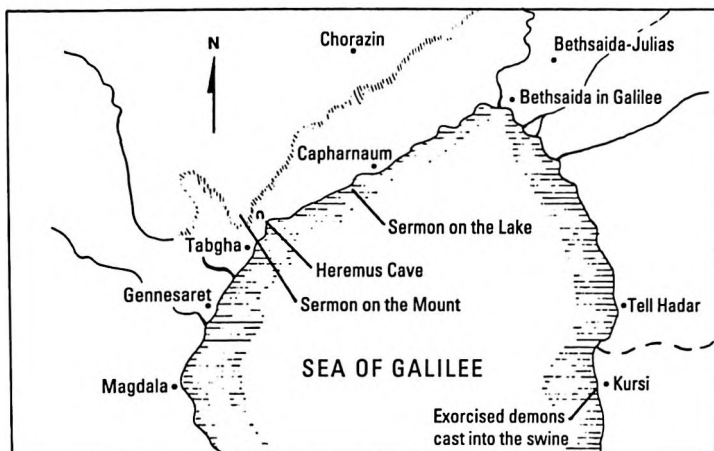 N
Chorazin
Bethsaida-Julias
Bethsaida in Galilee
Capharnaum
Sermon on the Lake
Tabgha
Heremus Cave
Gennesaret
Sermon on the Mount
Tell Hadar
SEA OF GALILEE
Magdala
Kursi
Exorcised demons
cast into the swine